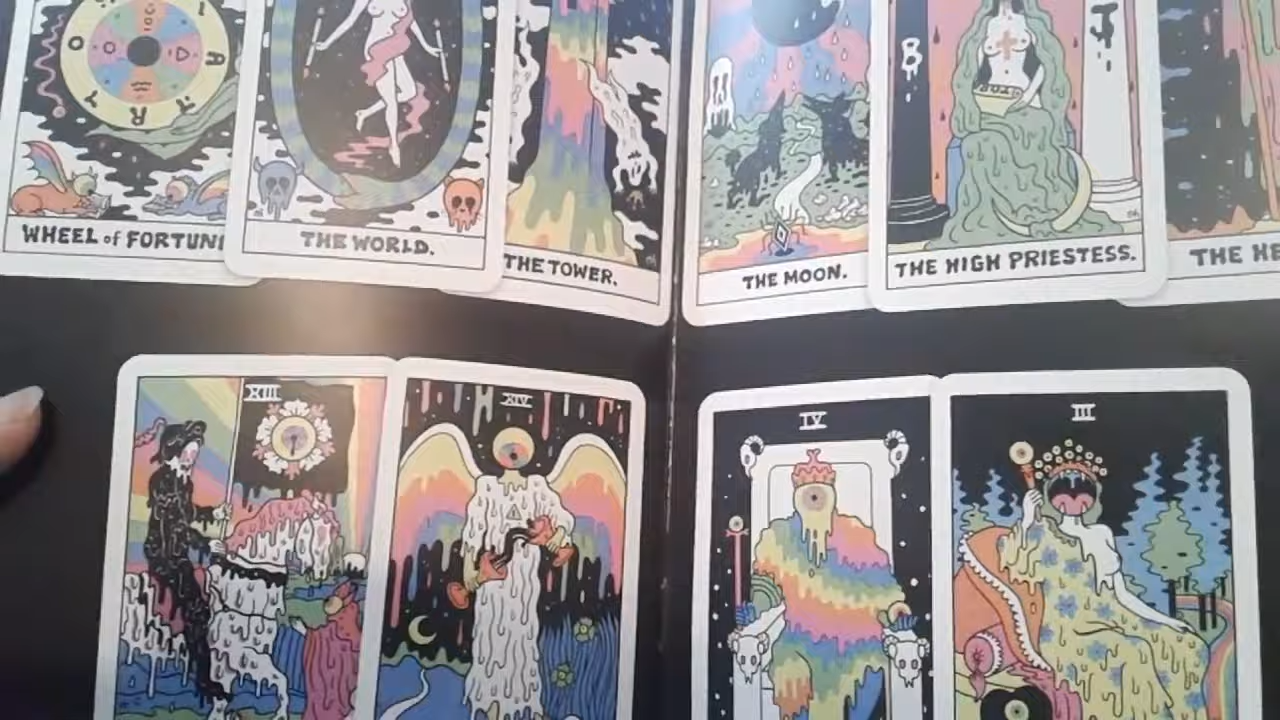 WHEEL of FORTUN
THE WORLD.
THE TOWER.
THE MOON.
B
J
THE HIGH PRIESTESS.
THE HE
XIII
XIV
IV
III